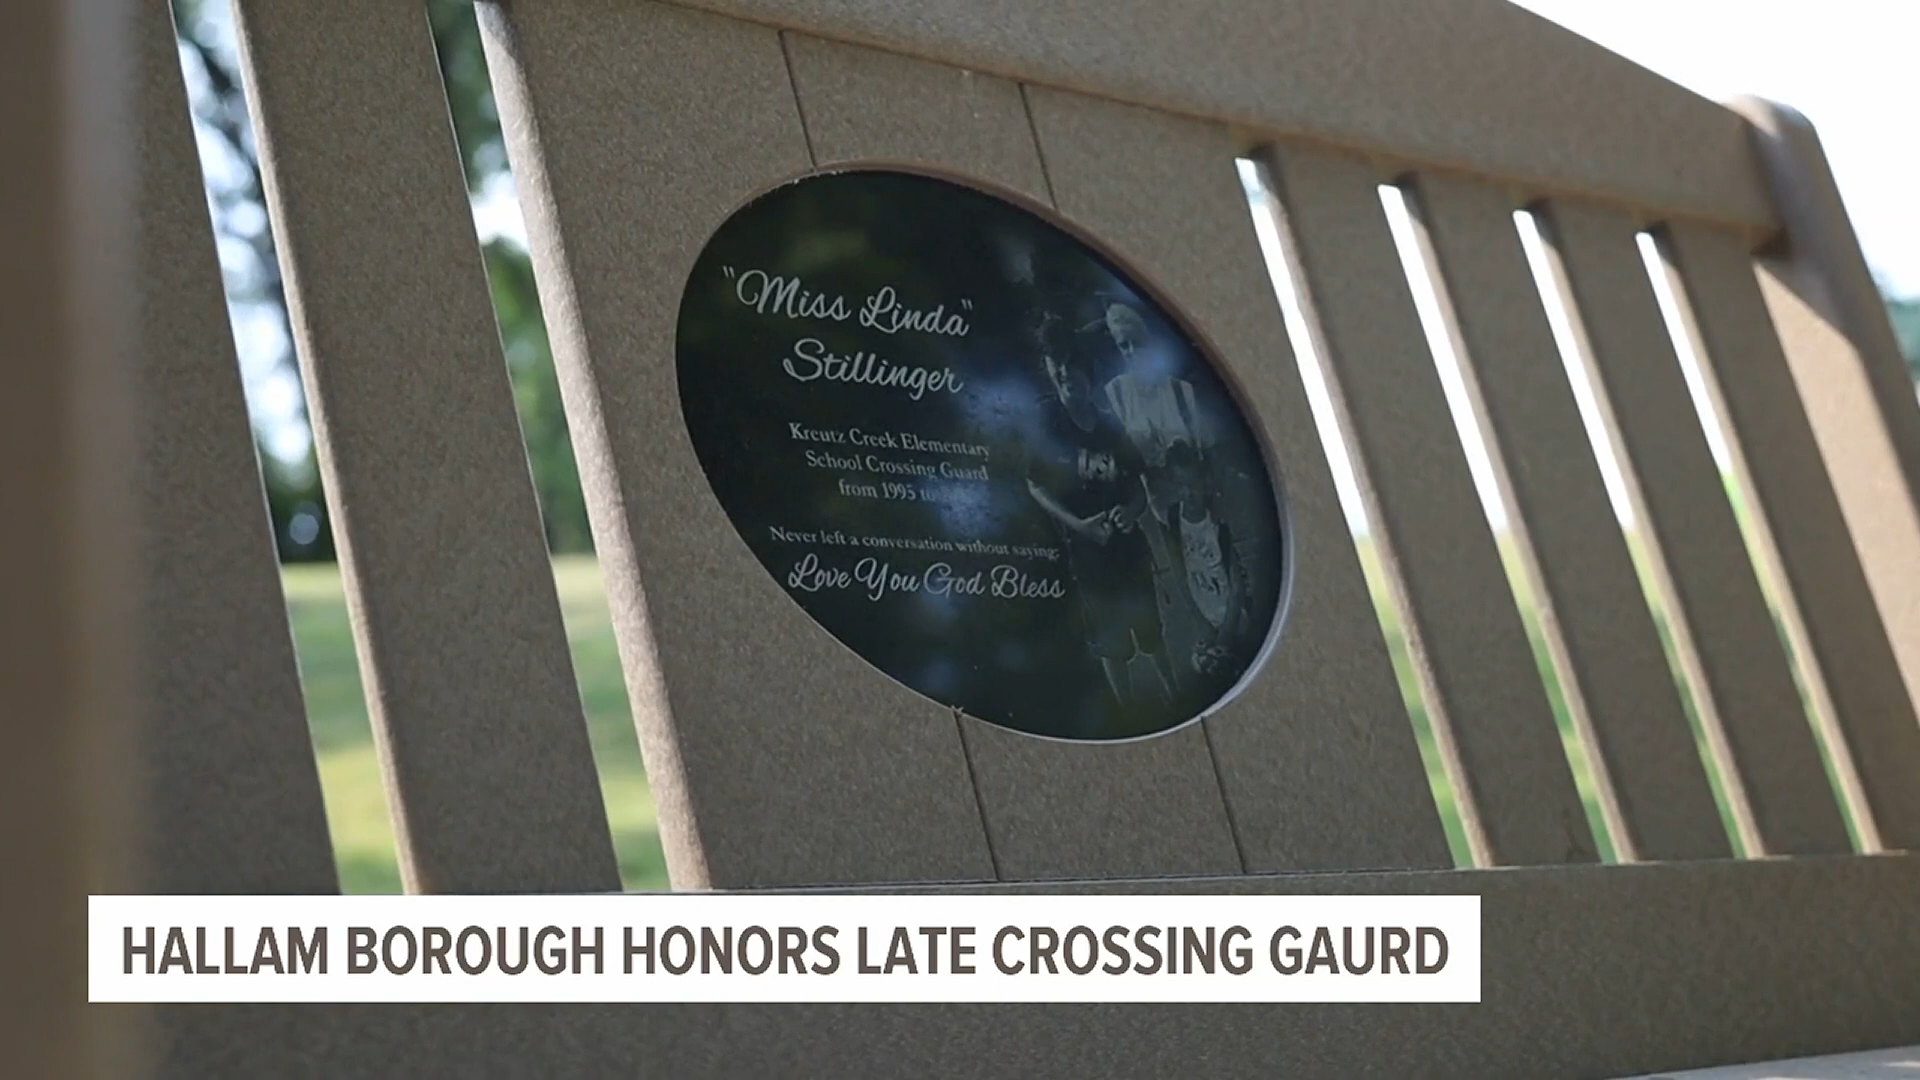 "Miss Linda"
Stillinger
Kreutz Creek Elementary
School Crossing Guard
from 1995 to
Never left a conversation without saying:
Love You God Bless
HALLAM BOROUGH HONORS LATE CROSSING GAURD